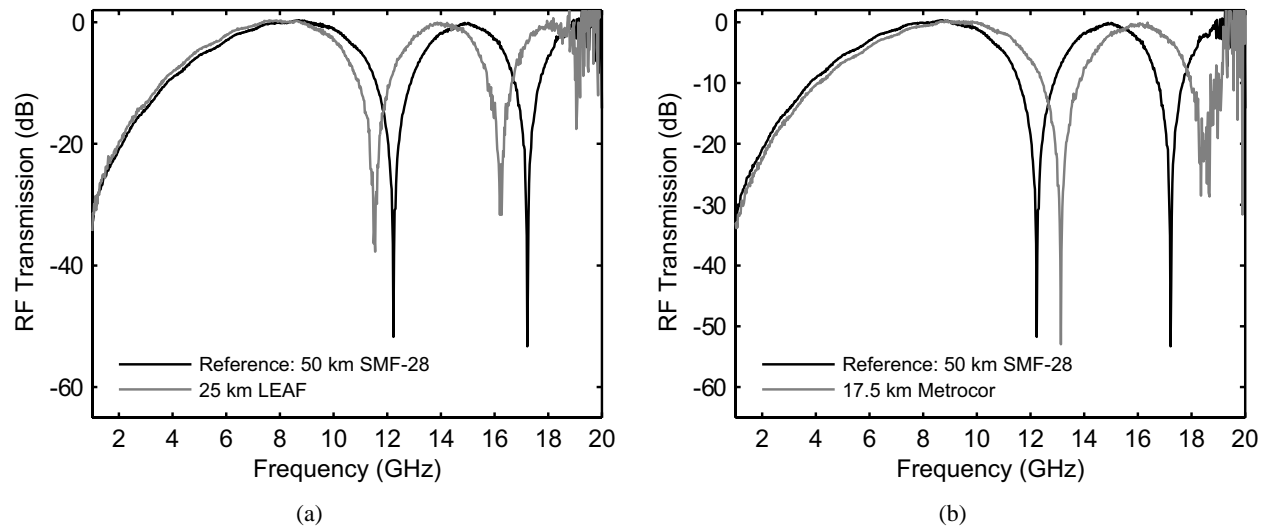 0
-10
-20
-40
-60
RF Transmission (dB)
Reference: 50 km SMF-28
25 km LEAF
2 4 6 8 10 12 14 16 18 20
Frequency (GHz)
(a)
0
-10
-20
-30
-40
-50
-60
RF Transmission (dB)
Reference: 50 km SMF-28
17.5 km Metrocor
2 4 6 8 10 12 14 16 18 20
Frequency (GHz)
(b)